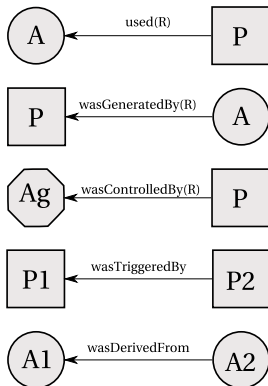 used(R)
A P
wasGeneratedBy(R)
P A
wasControlledBy(R)
Ag P
wasTriggeredBy
P1 P2
wasDerivedFrom
A1 A2